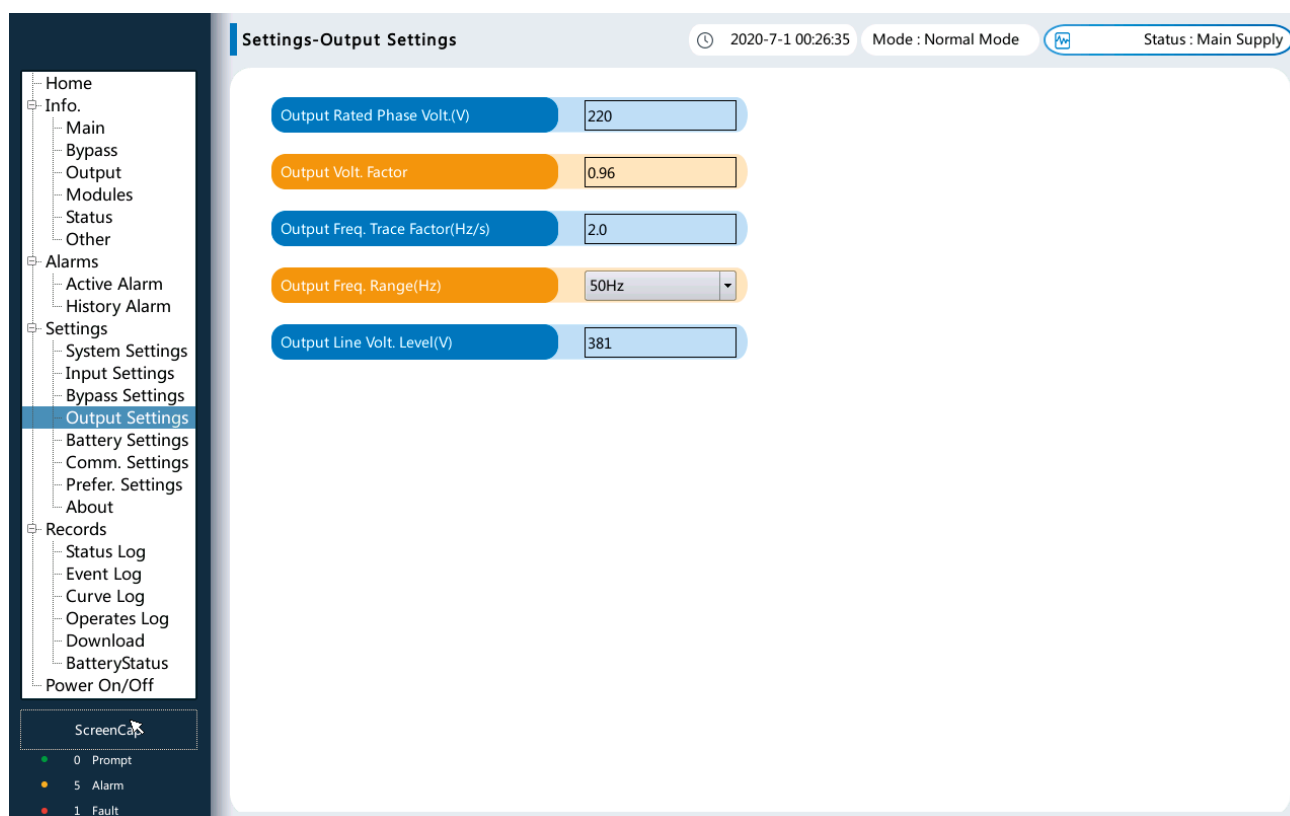 Settings-Output Settings
2020-7-1 00:26:35
Mode : Normal Mode
Status : Main Supply
Home
Info.
Main
Bypass
Output
Modules
Status
Other
Alarms
Active Alarm
History Alarm
Settings
System Settings
Input Settings
Bypass Settings
Output Settings
Battery Settings
Comm. Settings
Prefer. Settings
About
Records
Status Log
Event Log
Curve Log
Operates Log
Download
BatteryStatus
Power On/Off
ScreenCap
0 Prompt
5 Alarm
1 Fault
Output Rated Phase Volt.(V) 220
Output Volt. Factor 0.96
Output Freq. Trace Factor(Hz/s) 2.0
Output Freq. Range(Hz) 50Hz
Output Line Volt. Level(V) 381